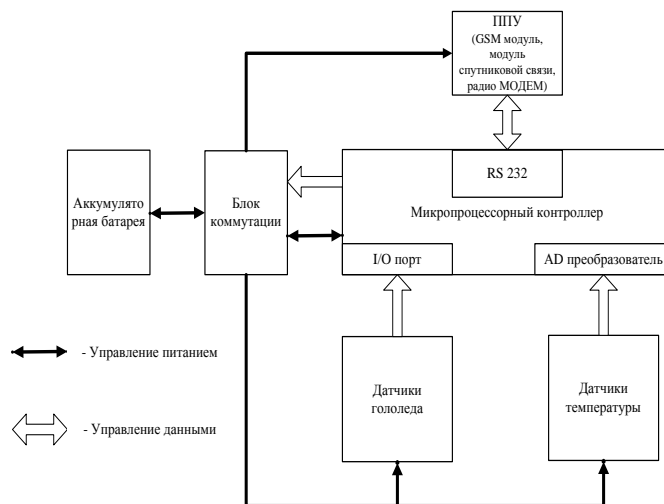 ППУ
(GSM модуль,
модуль
спутниковой связи,
радио МОДЕМ)
RS 232
Аккумулято
рная батарея
Блок
коммутации
Микропроцессорный контроллер
I/O порт
AD преобразователь
- Управление питанием
Датчики
гололеда
Датчики
температуры
- Управление данными